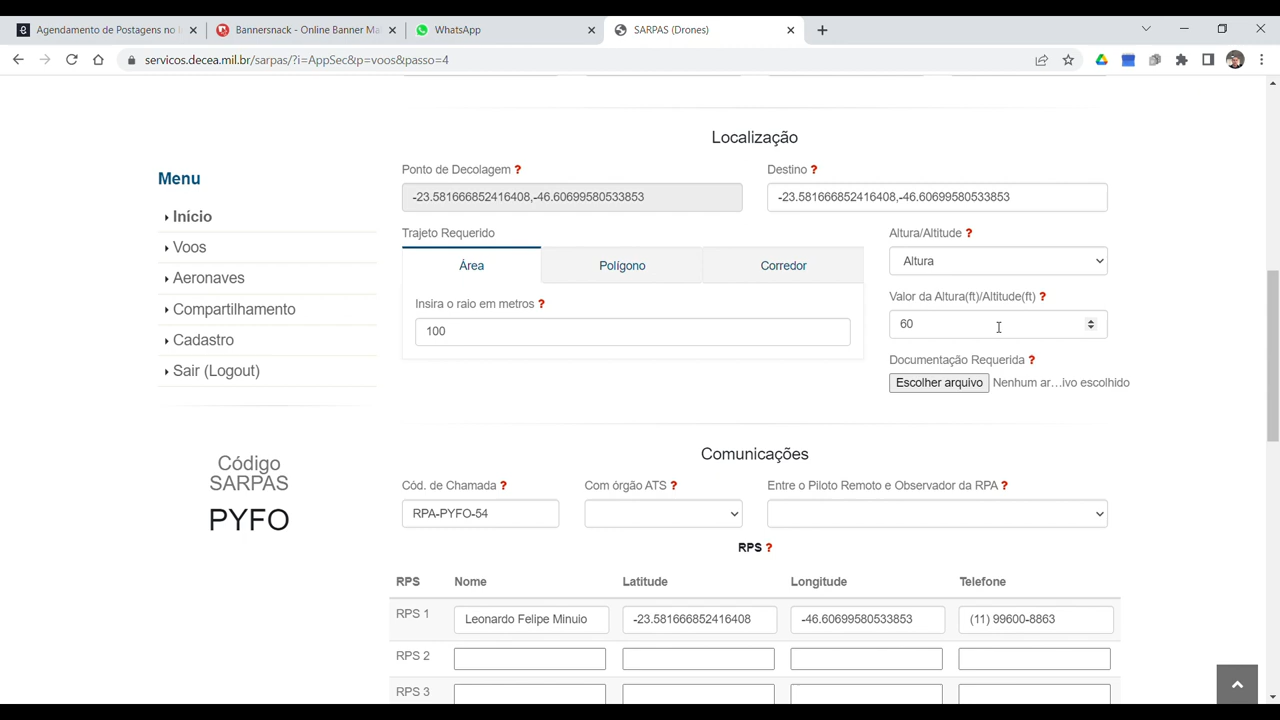 Agendamento de Postagens no
Bannersnack - Online Banner Ma
WhatsApp
SARPAS (Drones)
servicos.decea.mil.br/sarpas/?i=AppSec&p=voos&passo=4
Localização
Ponto de Decolagem ?
Destino ?
-23.581666852416408,-46.60699580533853
-23.581666852416408,-46.60699580533853
Menu
Início
Voos
Aeronaves
Compartilhamento
Cadastro
Sair (Logout)
Trajeto Requerido
Área
Polígono
Corredor
Insira o raio em metros ?
100
Altura/Altitude ?
Altura
Valor da Altura(ft)/Altitude(ft) ?
60
Documentação Requerida ?
Escolher arquivo Nenhum ar...ivo escolhido
Código
SARPAS
PYFO
Comunicações
Cód. de Chamada ?
Com órgão ATS ?
Entre o Piloto Remoto e Observador da RPA ?
RPA-PYFO-54
RPS ?
RPS Nome Latitude Longitude Telefone
RPS 1 Leonardo Felipe Minuio -23.581666852416408 -46.60699580533853 (11) 99600-8863
RPS 2
RPS 3